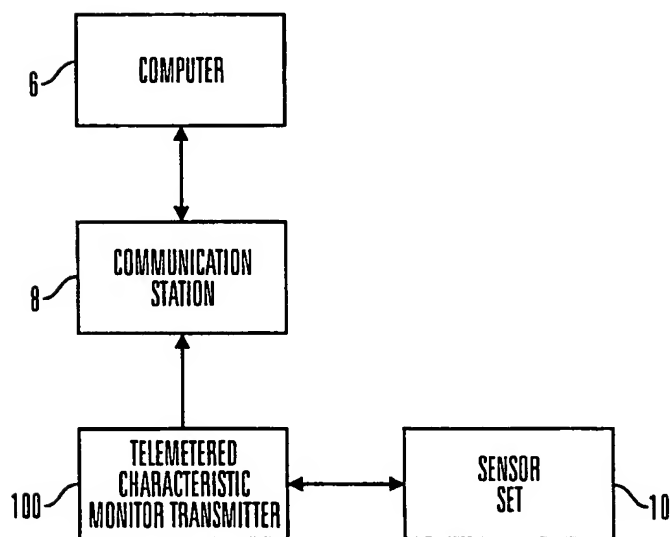 6
COMPUTER
8
COMMUNICATION
STATION
100
TELEMETERED
CHARACTERISTIC
MONITOR TRANSMITTER
SENSOR
SET
10